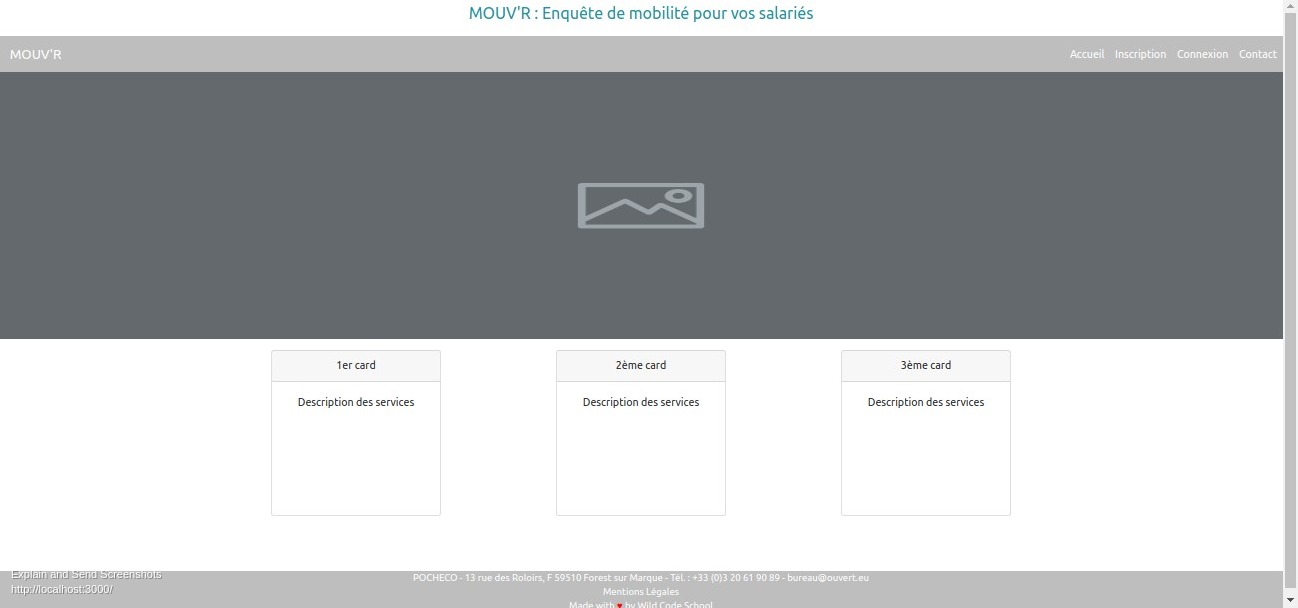 MOUV'R : Enquête de mobilité pour vos salariés
MOUV'R
Accueil Inscription Connexion Contact
1er card
2ème card
3ème card
Description des services
Description des services
Description des services
Explain and Send Screenshots
http://localhost:3000/
POCHECO - 13 rue des Roloirs, F 59510 Forest sur Marque - Tél. : +33 (0)3 20 61 90 89 - bureau@ouvert.eu
Mentions Légales
Made with ♥ by Wild Code School